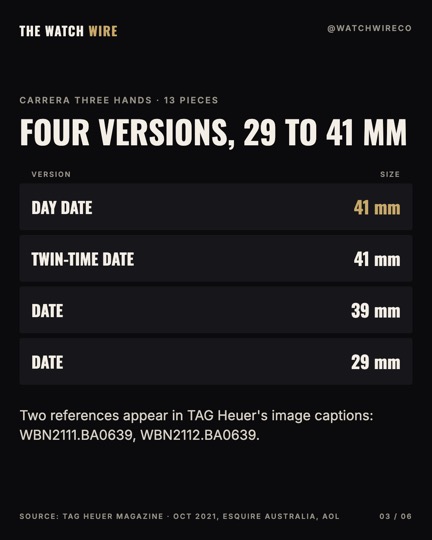 THE WATCH WIRE
@WATCHWIRECO
CARRERA THREE HANDS · 13 PIECES
FOUR VERSIONS, 29 TO 41 MM
VERSION SIZE
DAY DATE 41 mm
TWIN-TIME DATE 41 mm
DATE 39 mm
DATE 29 mm
Two references appear in TAG Heuer's image captions:
WBN2111.BA0639, WBN2112.BA0639.
SOURCE: TAG HEUER MAGAZINE · OCT 2021, ESQUIRE AUSTRALIA, AOL
03 / 06